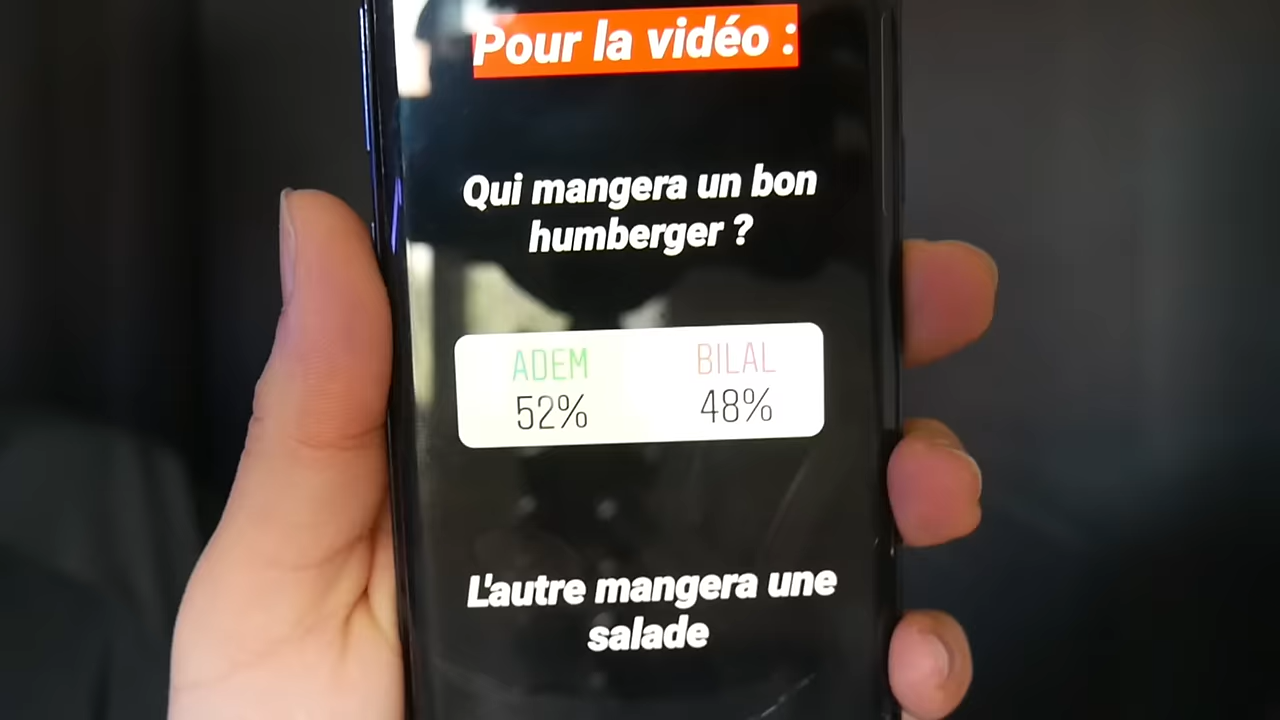 Pour la vidéo :
Qui mangera un bon
humberger ?
ADEM BILAL
52% 48%
L'autre mangera une
salade